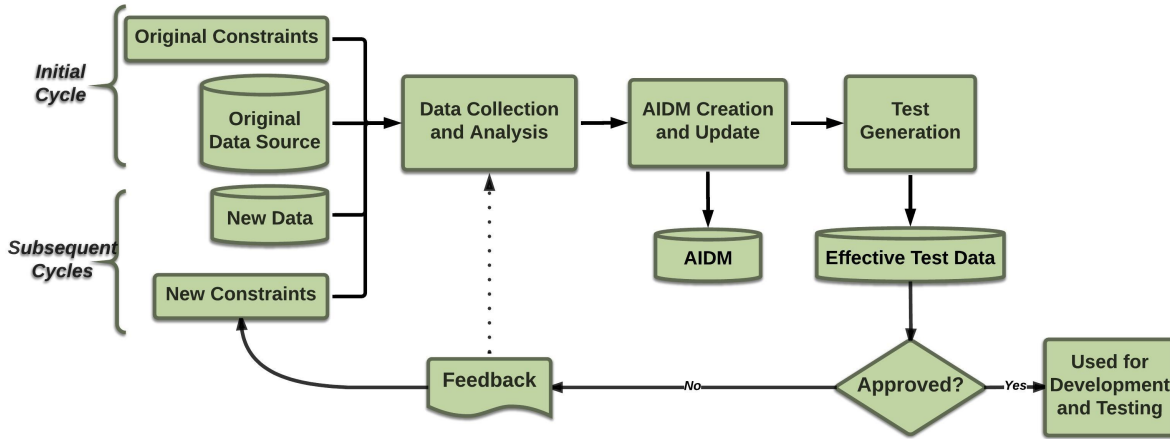 Original Constraints
Initial
Cycle
Original
Data Source
Data Collection
and Analysis
AIDM Creation
and Update
Test
Generation
New Data
Subsequent
Cycles
New Constraints
AIDM
Effective Test Data
Feedback
No
Approved?
Yes
Used for
Development
and Testing